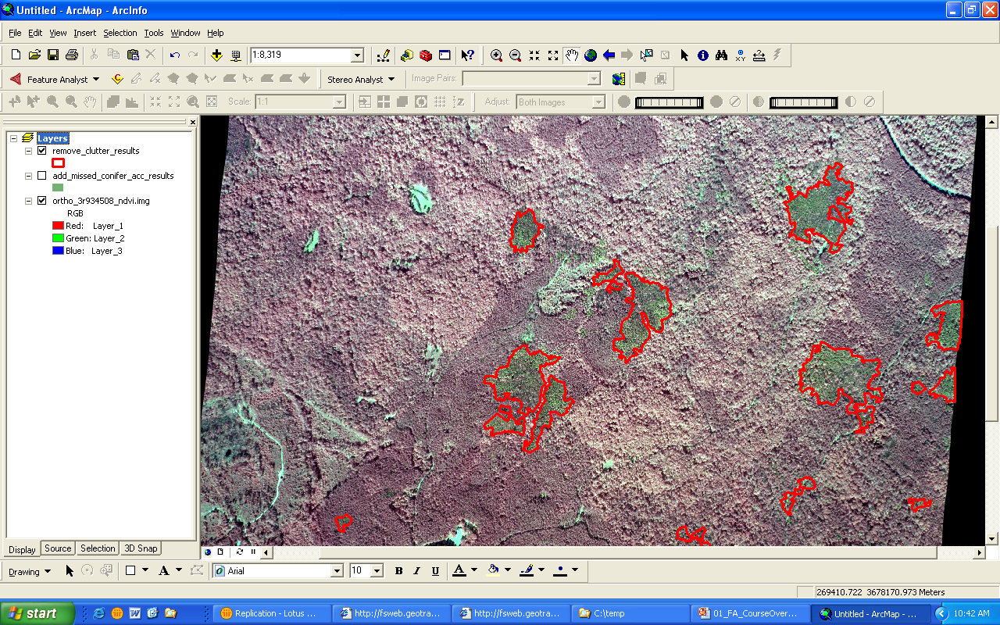 Untitled - ArcMap - ArcInfo
File Edit View Insert Selection Tools Window Help
1:8,319
Feature Analyst Stereo Analyst Image Pairs:
Scale: 1:1 Adjust: Both Images
Layers
remove_clutter_results
add_missed_conifer_acc_results
ortho_3r934508_ndvi.img
RGB
Red: Layer_1
Green: Layer_2
Blue: Layer_3
Display Source Selection 3D Snap
Drawing A Arial 10 B I U A
269410.722 3678170.973 Meters
start Replication - Lotus ... http://fsweb.geotra... http://fsweb.geotra... C:\temp 01_FA_CourseOver... Untitled - ArcMap - ... 10:42 AM